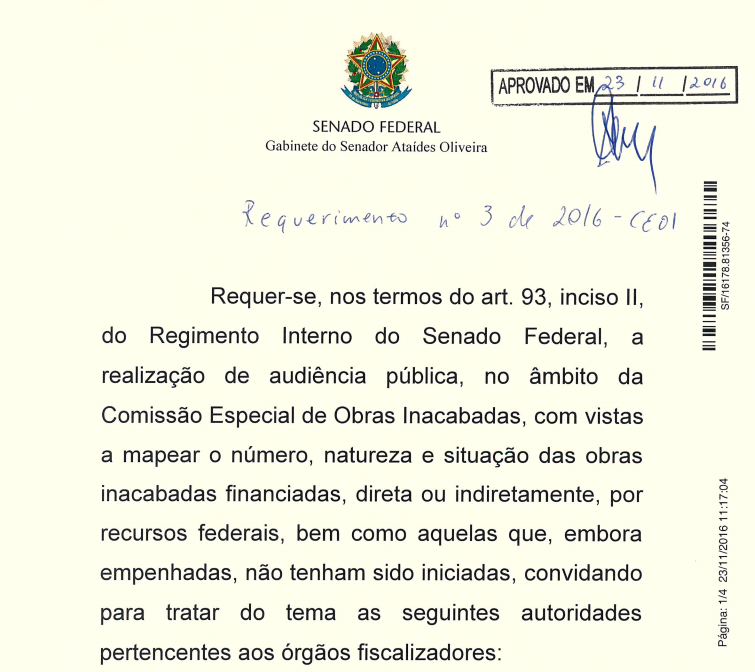 APROVADO EM 23 / 11 / 2016
SENADO FEDERAL
Gabinete do Senador Ataídes Oliveira
Requerimento nº 3 de 2016 - CEOI
Requer-se, nos termos do art. 93, inciso II,
do Regimento Interno do Senado Federal, a
realização de audiência pública, no âmbito da
Comissão Especial de Obras Inacabadas, com vistas
a mapear o número, natureza e situação das obras
inacabadas financiadas, direta ou indiretamente, por
recursos federais, bem como aquelas que, embora
empenhadas, não tenham sido iniciadas, convidando
para tratar do tema as seguintes autoridades
pertencentes aos órgãos fiscalizadores:
SF/16178.81356-74
Página: 1/4 23/11/2016 11:17:04